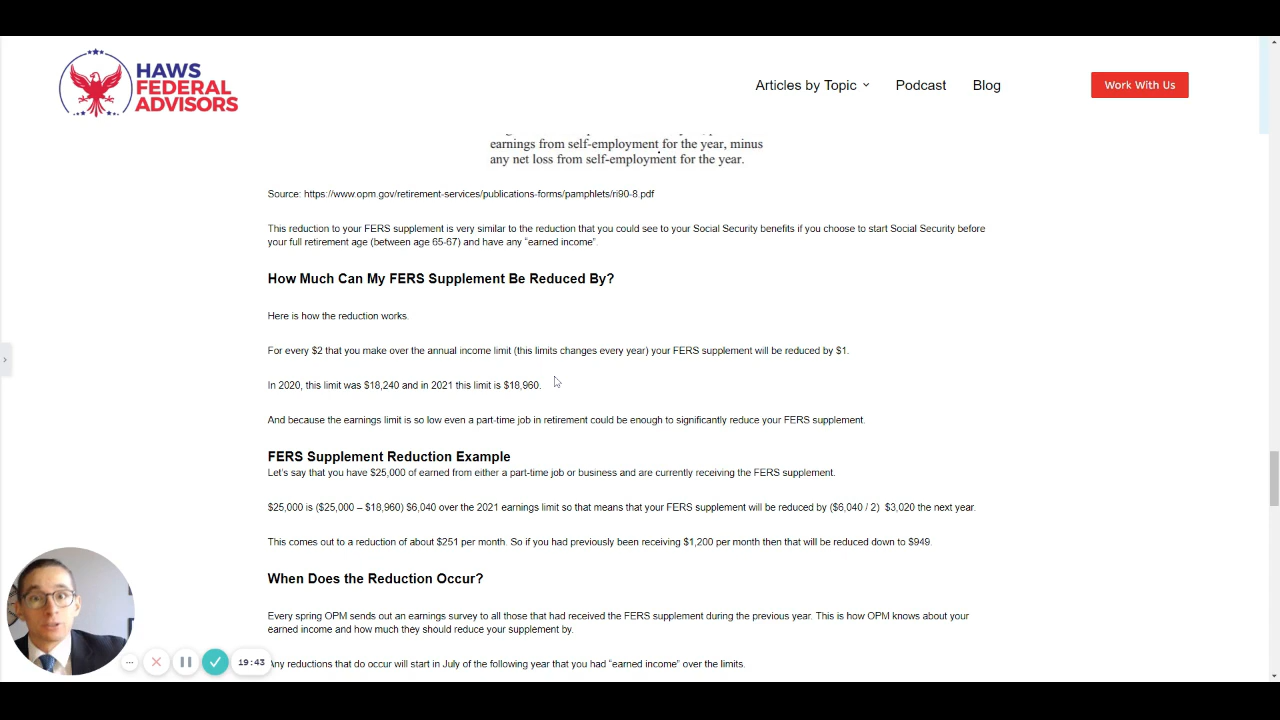 HAWS
FEDERAL
ADVISORS
Articles by Topic
Podcast
Blog
Work With Us
earnings from self-employment for the year, minus
any net loss from self-employment for the year.
Source: https://www.opm.gov/retirement-services/publications-forms/pamphlets/ri90-8.pdf
This reduction to your FERS supplement is very similar to the reduction that you could see to your Social Security benefits if you choose to start Social Security before
your full retirement age (between age 65-67) and have any “earned income”.
How Much Can My FERS Supplement Be Reduced By?
Here is how the reduction works.
For every $2 that you make over the annual income limit (this limits changes every year) your FERS supplement will be reduced by $1.
In 2020, this limit was $18,240 and in 2021 this limit is $18,960.
And because the earnings limit is so low even a part-time job in retirement could be enough to significantly reduce your FERS supplement.
FERS Supplement Reduction Example
Let's say that you have $25,000 of earned from either a part-time job or business and are currently receiving the FERS supplement.
$25,000 is ($25,000 – $18,960) $6,040 over the 2021 earnings limit so that means that your FERS supplement will be reduced by ($6,040 / 2) $3,020 the next year.
This comes out to a reduction of about $251 per month. So if you had previously been receiving $1,200 per month then that will be reduced down to $949.
When Does the Reduction Occur?
Every spring OPM sends out an earnings survey to all those that had received the FERS supplement during the previous year. This is how OPM knows about your
earned income and how much they should reduce your supplement by.
Any reductions that do occur will start in July of the following year that you had “earned income” over the limits.
19:43